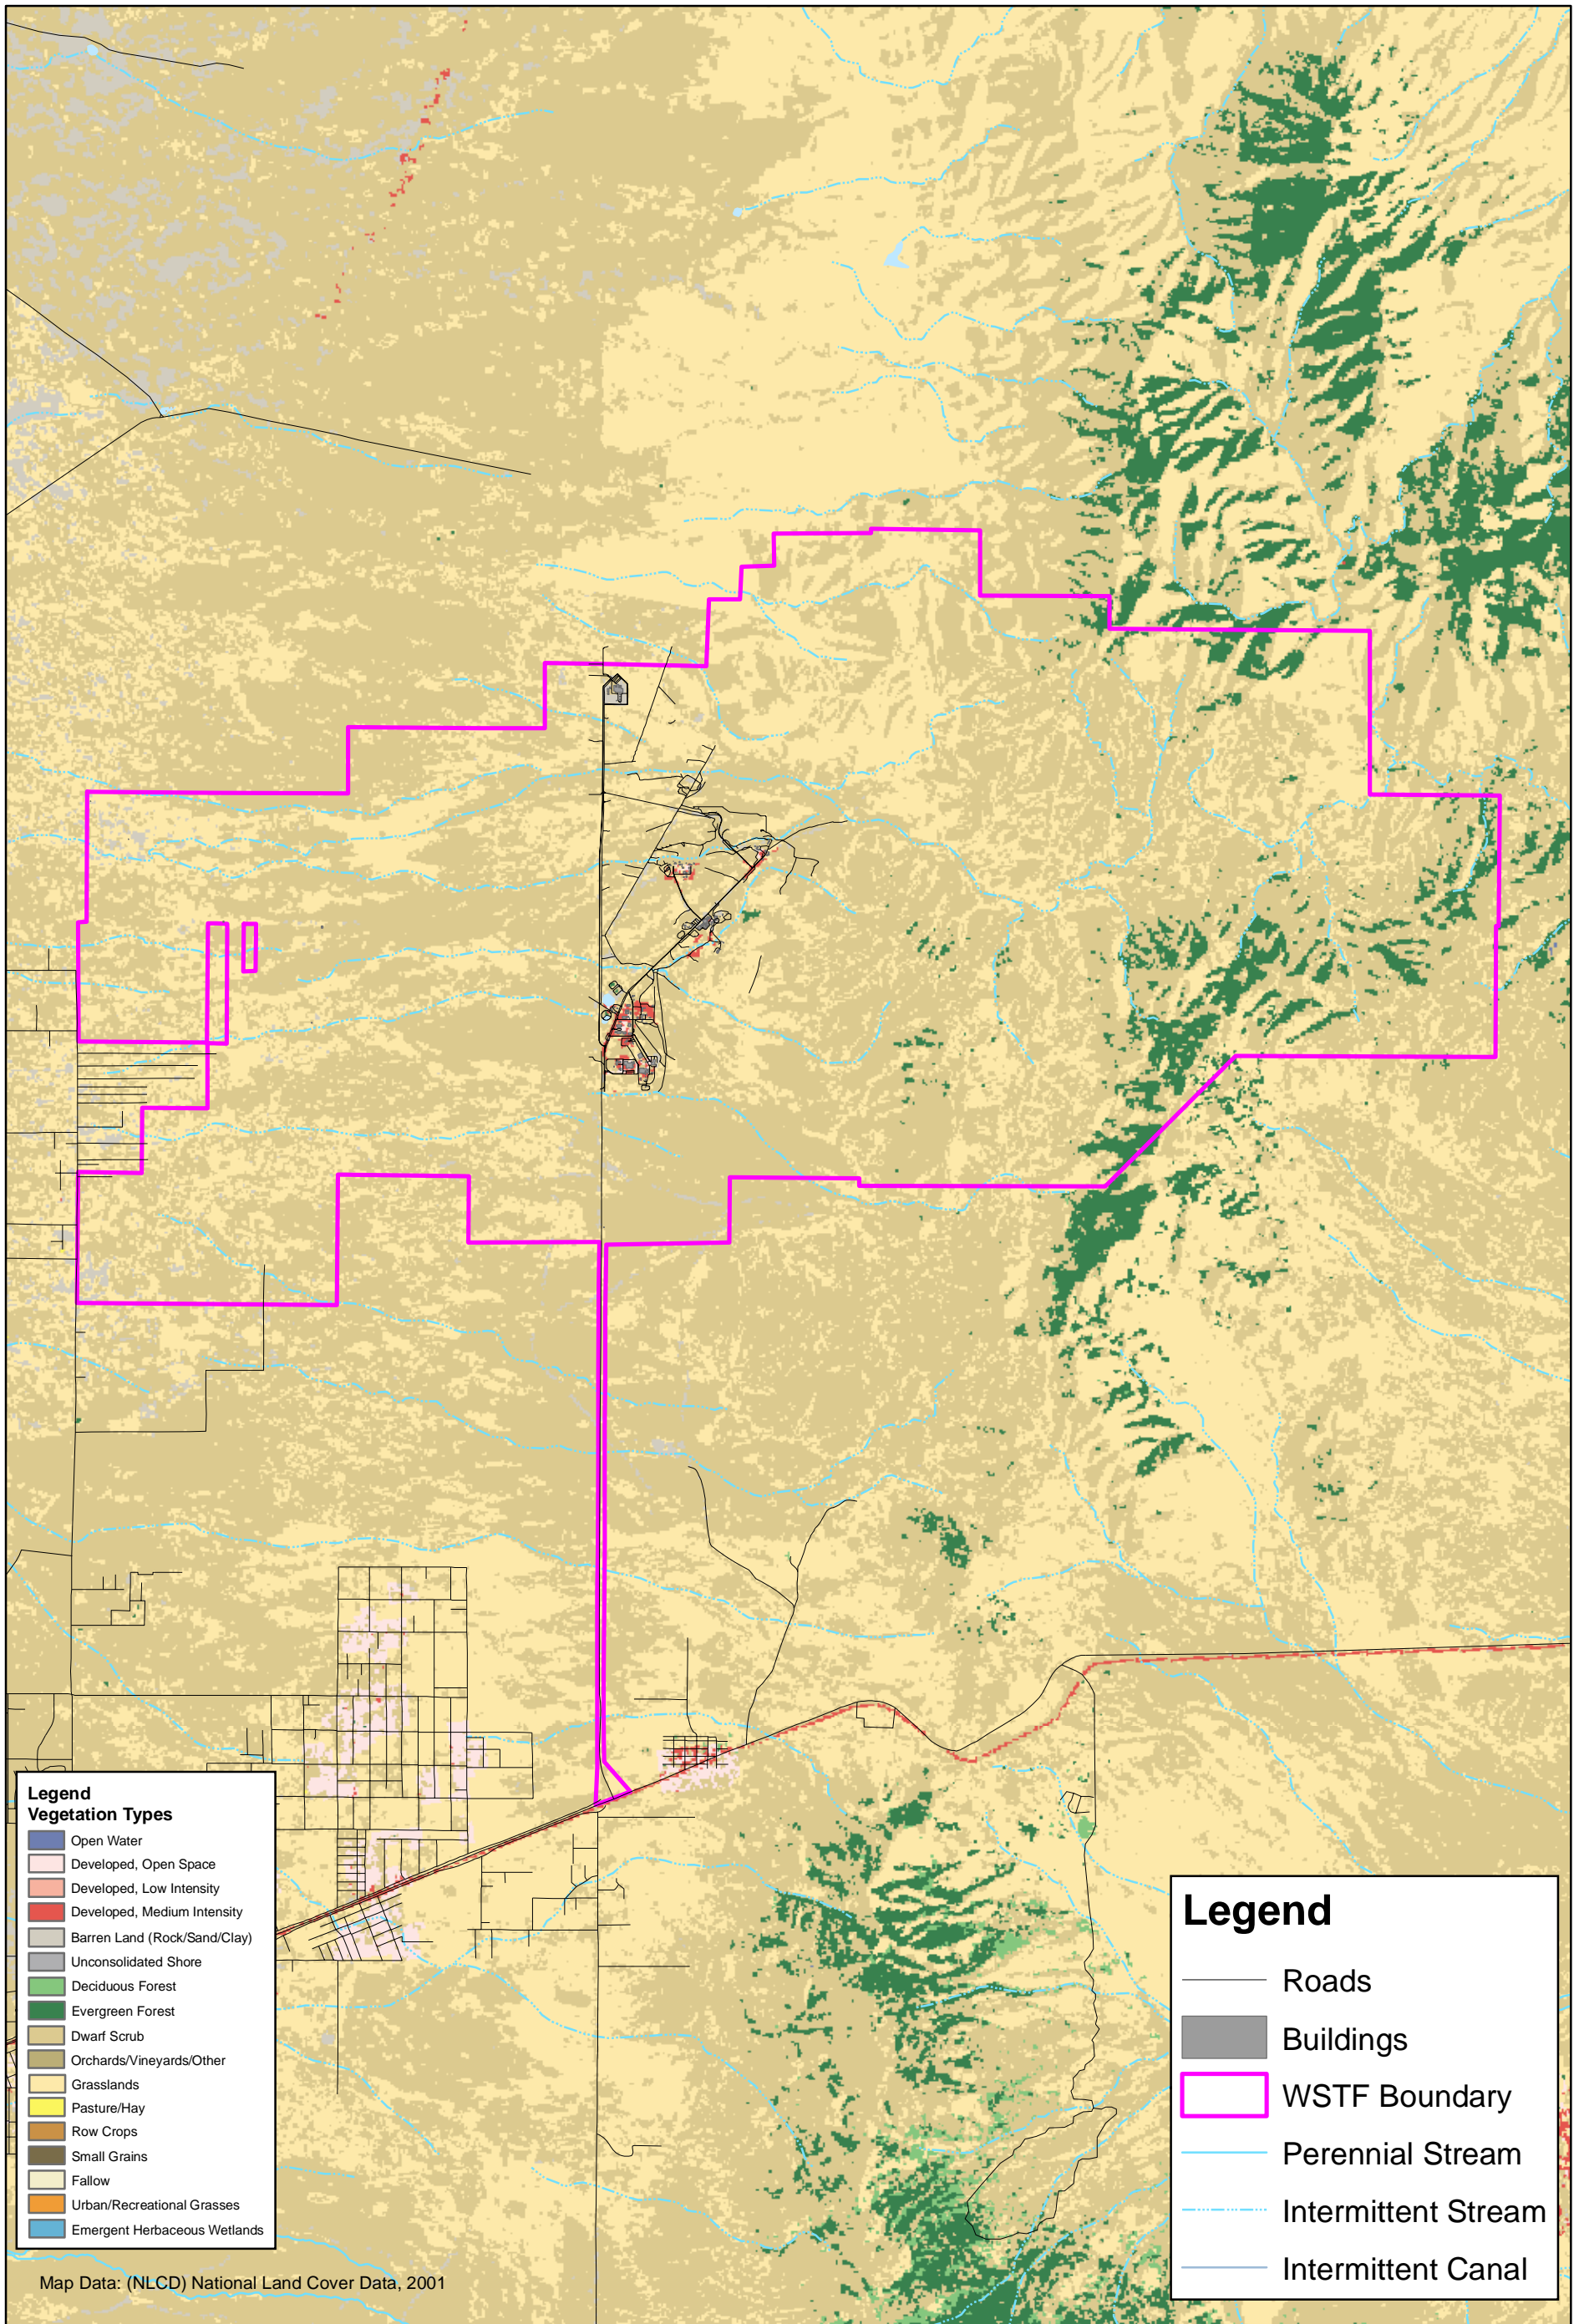 Legend
Vegetation Types
Open Water
Developed, Open Space
Developed, Low Intensity
Developed, Medium Intensity
Barren Land (Rock/Sand/Clay)
Unconsolidated Shore
Deciduous Forest
Evergreen Forest
Dwarf Scrub
Orchards/Vineyards/Other
Grasslands
Pasture/Hay
Row Crops
Small Grains
Fallow
Urban/Recreational Grasses
Emergent Herbaceous Wetlands
Map Data: (NLCD) National Land Cover Data, 2001
Legend
Roads
Buildings
WSTF Boundary
Perennial Stream
Intermittent Stream
Intermittent Canal